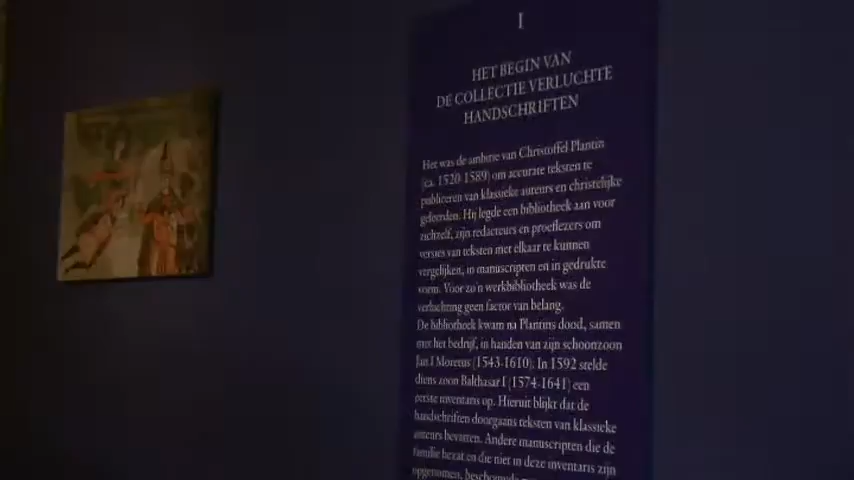 I
HET BEGIN VAN
DE COLLECTIE VERLUCHTE
HANDSCHRIFTEN
Het was de ambitie van Christoffel Plantin
(ca. 1520-1589) om accurate teksten te
publiceren van klassieke auteurs en christelijke
geleerden. Hij legde een bibliotheek aan voor
zichzelf, zijn redacteurs en proeflezers om
versies van teksten met elkaar te kunnen
vergelijken, in manuscripten en in gedrukte
vorm. Voor zo'n werkbibliotheek was de
verluchting geen factor van belang.
De bibliotheek kwam na Plantins dood, samen
met het bedrijf, in handen van zijn schoonzoon
Jan I Moretus (1543-1610). In 1592 stelde
diens zoon Balthasar I (1574-1641) een
eerste inventaris op. Hieruit blijkt dat de
handschriften doorgaans teksten van klassieke
auteurs bevatten. Andere manuscripten die de
familie bezat en die niet in deze inventaris zijn
opgenomen,